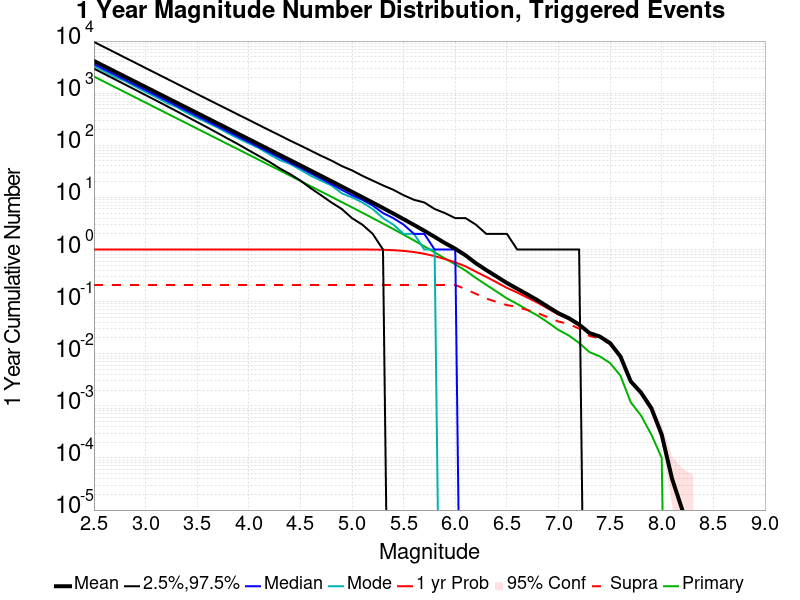 1 Year Magnitude Number Distribution, Triggered Events
1 Year Cumulative Number
10^4
10^3
10^2
10^1
10^0
10^-1
10^-2
10^-3
10^-4
10^-5
2.5 3.0 3.5 4.0 4.5 5.0 5.5 6.0 6.5 7.0 7.5 8.0 8.5 9.0
Magnitude
Mean 2.5%,97.5% Median Mode 1 yr Prob 95% Conf Supra Primary